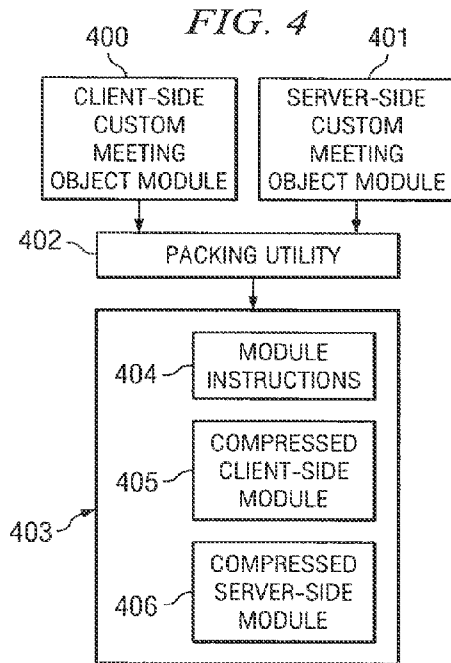 FIG. 4
400
401
CLIENT-SIDE
CUSTOM
MEETING
OBJECT MODULE
SERVER-SIDE
CUSTOM
MEETING
OBJECT MODULE
402
PACKING UTILITY
403
404
MODULE
INSTRUCTIONS
405
COMPRESSED
CLIENT-SIDE
MODULE
406
COMPRESSED
SERVER-SIDE
MODULE